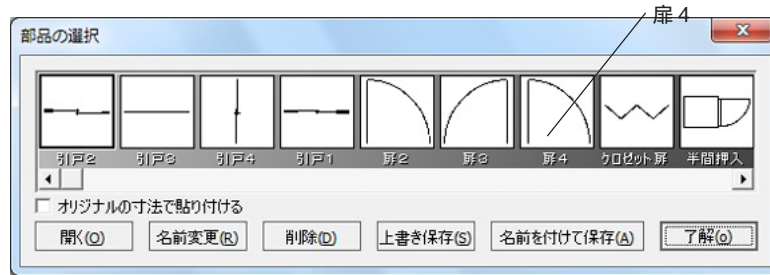 扉4
部品の選択
引戸2 引戸3 引戸4 引戸1 扉2 扉3 扉4 クロゼット扉 半間押入
オリジナルの寸法で貼り付ける
開く(O) 名前変更(R) 削除(D) 上書き保存(S) 名前を付けて保存(A) 了解(o)